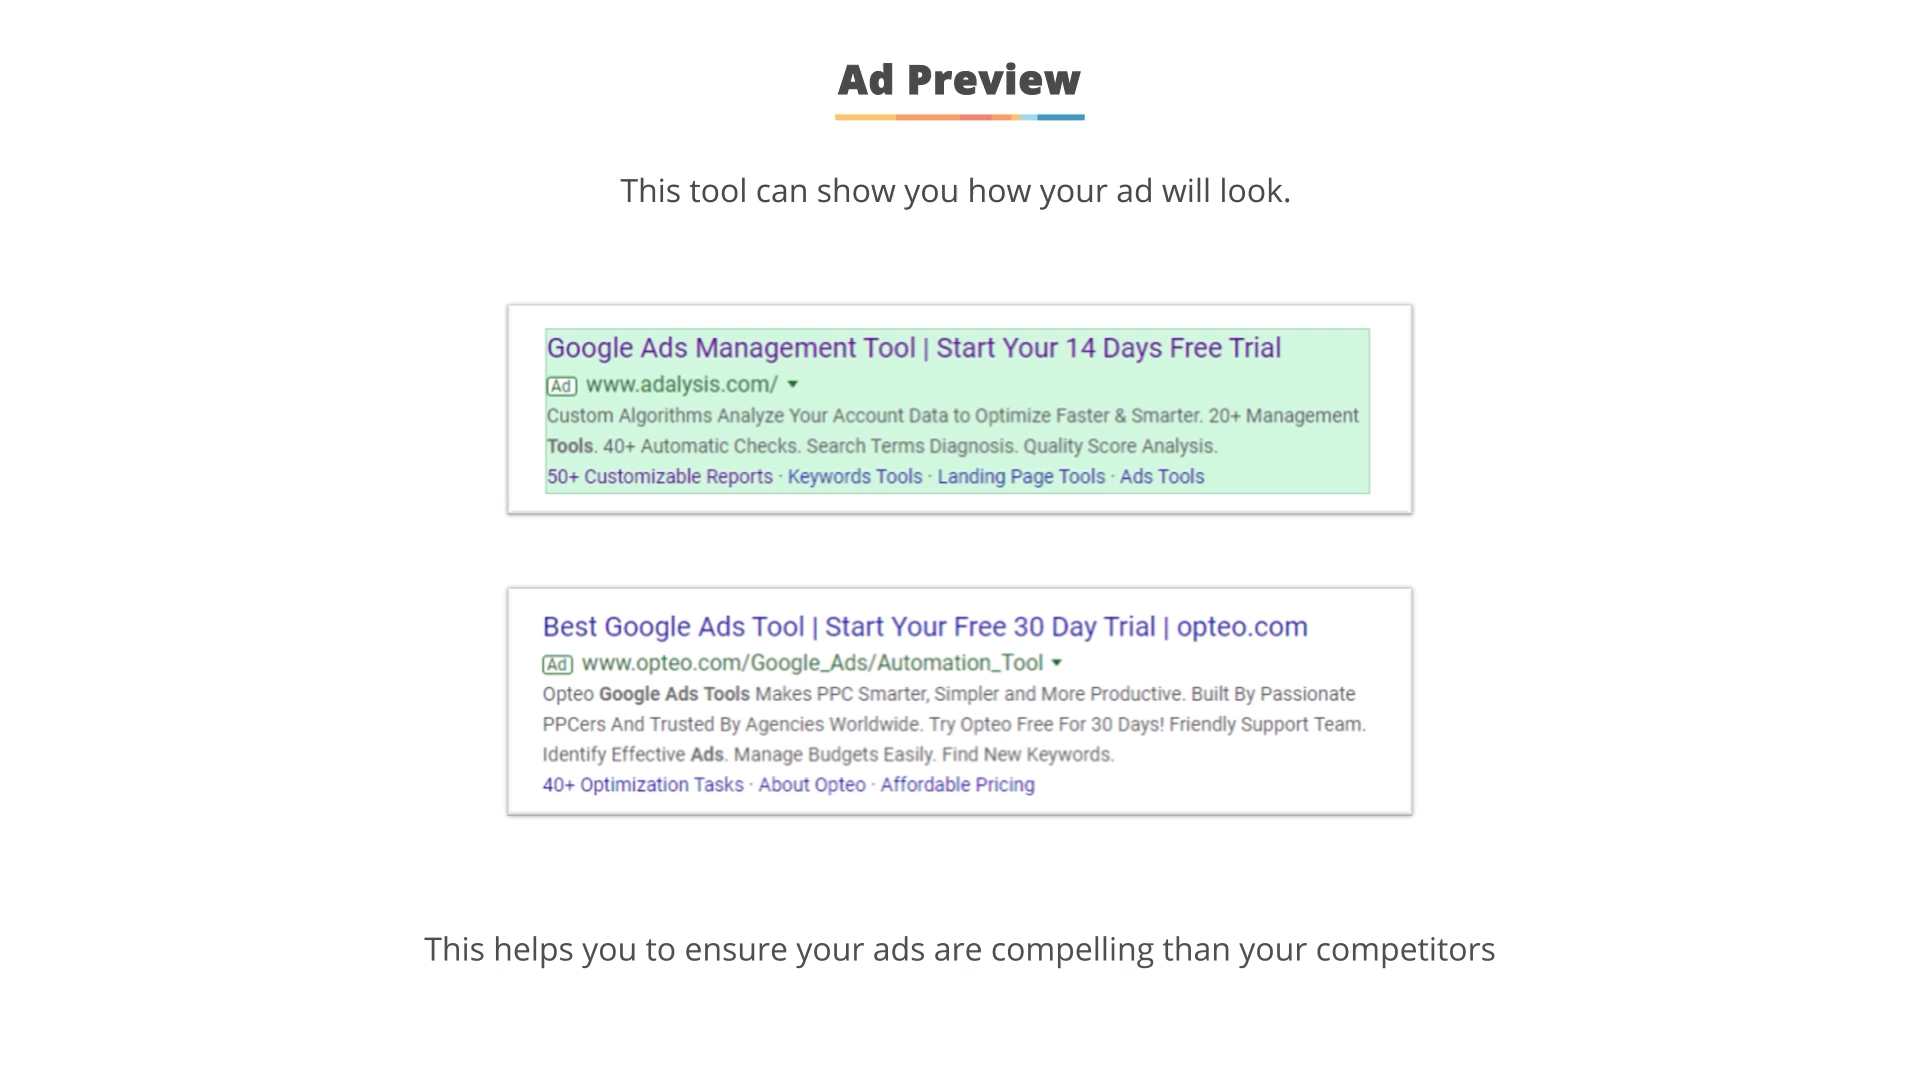 Ad Preview
This tool can show you how your ad will look.
Google Ads Management Tool | Start Your 14 Days Free Trial
Ad www.adalysis.com/
Custom Algorithms Analyze Your Account Data to Optimize Faster & Smarter. 20+ Management
Tools. 40+ Automatic Checks. Search Terms Diagnosis. Quality Score Analysis.
50+ Customizable Reports · Keywords Tools · Landing Page Tools · Ads Tools
Best Google Ads Tool | Start Your Free 30 Day Trial | opteo.com
Ad www.opteo.com/Google_Ads/Automation_Tool
Opteo Google Ads Tools Makes PPC Smarter, Simpler and More Productive. Built By Passionate
PPCers And Trusted By Agencies Worldwide. Try Opteo Free For 30 Days! Friendly Support Team.
Identify Effective Ads. Manage Budgets Easily. Find New Keywords.
40+ Optimization Tasks · About Opteo · Affordable Pricing
This helps you to ensure your ads are compelling than your competitors